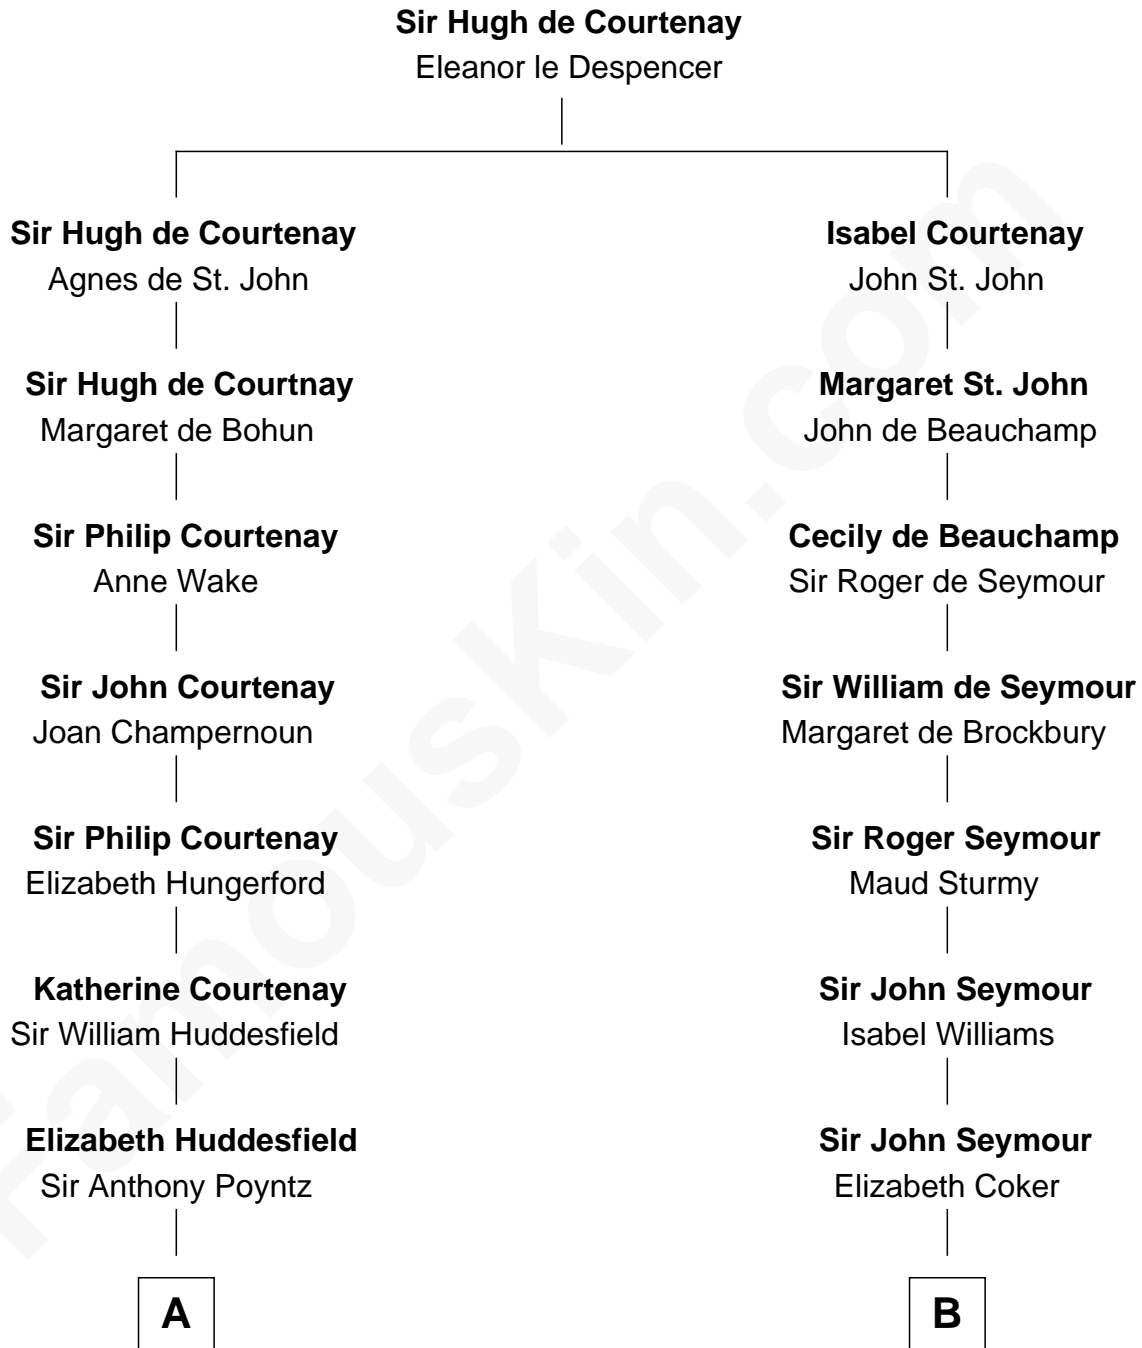 Sir Hugh de Courtenay
Eleanor le Despencer
Sir Hugh de Courtenay
Agnes de St. John
Isabel Courtenay
John St. John
Sir Hugh de Courtnay
Margaret de Bohun
Margaret St. John
John de Beauchamp
Sir Philip Courtenay
Anne Wake
Cecily de Beauchamp
Sir Roger de Seymour
Sir John Courtenay
Joan Champernoun
Sir William de Seymour
Margaret de Brockbury
Sir Philip Courtenay
Elizabeth Hungerford
Sir Roger Seymour
Maud Sturmy
Katherine Courtenay
Sir William Huddesfield
Sir John Seymour
Isabel Williams
Elizabeth Huddesfield
Sir Anthony Poyntz
Sir John Seymour
Elizabeth Coker
A
B
FamousKin.com